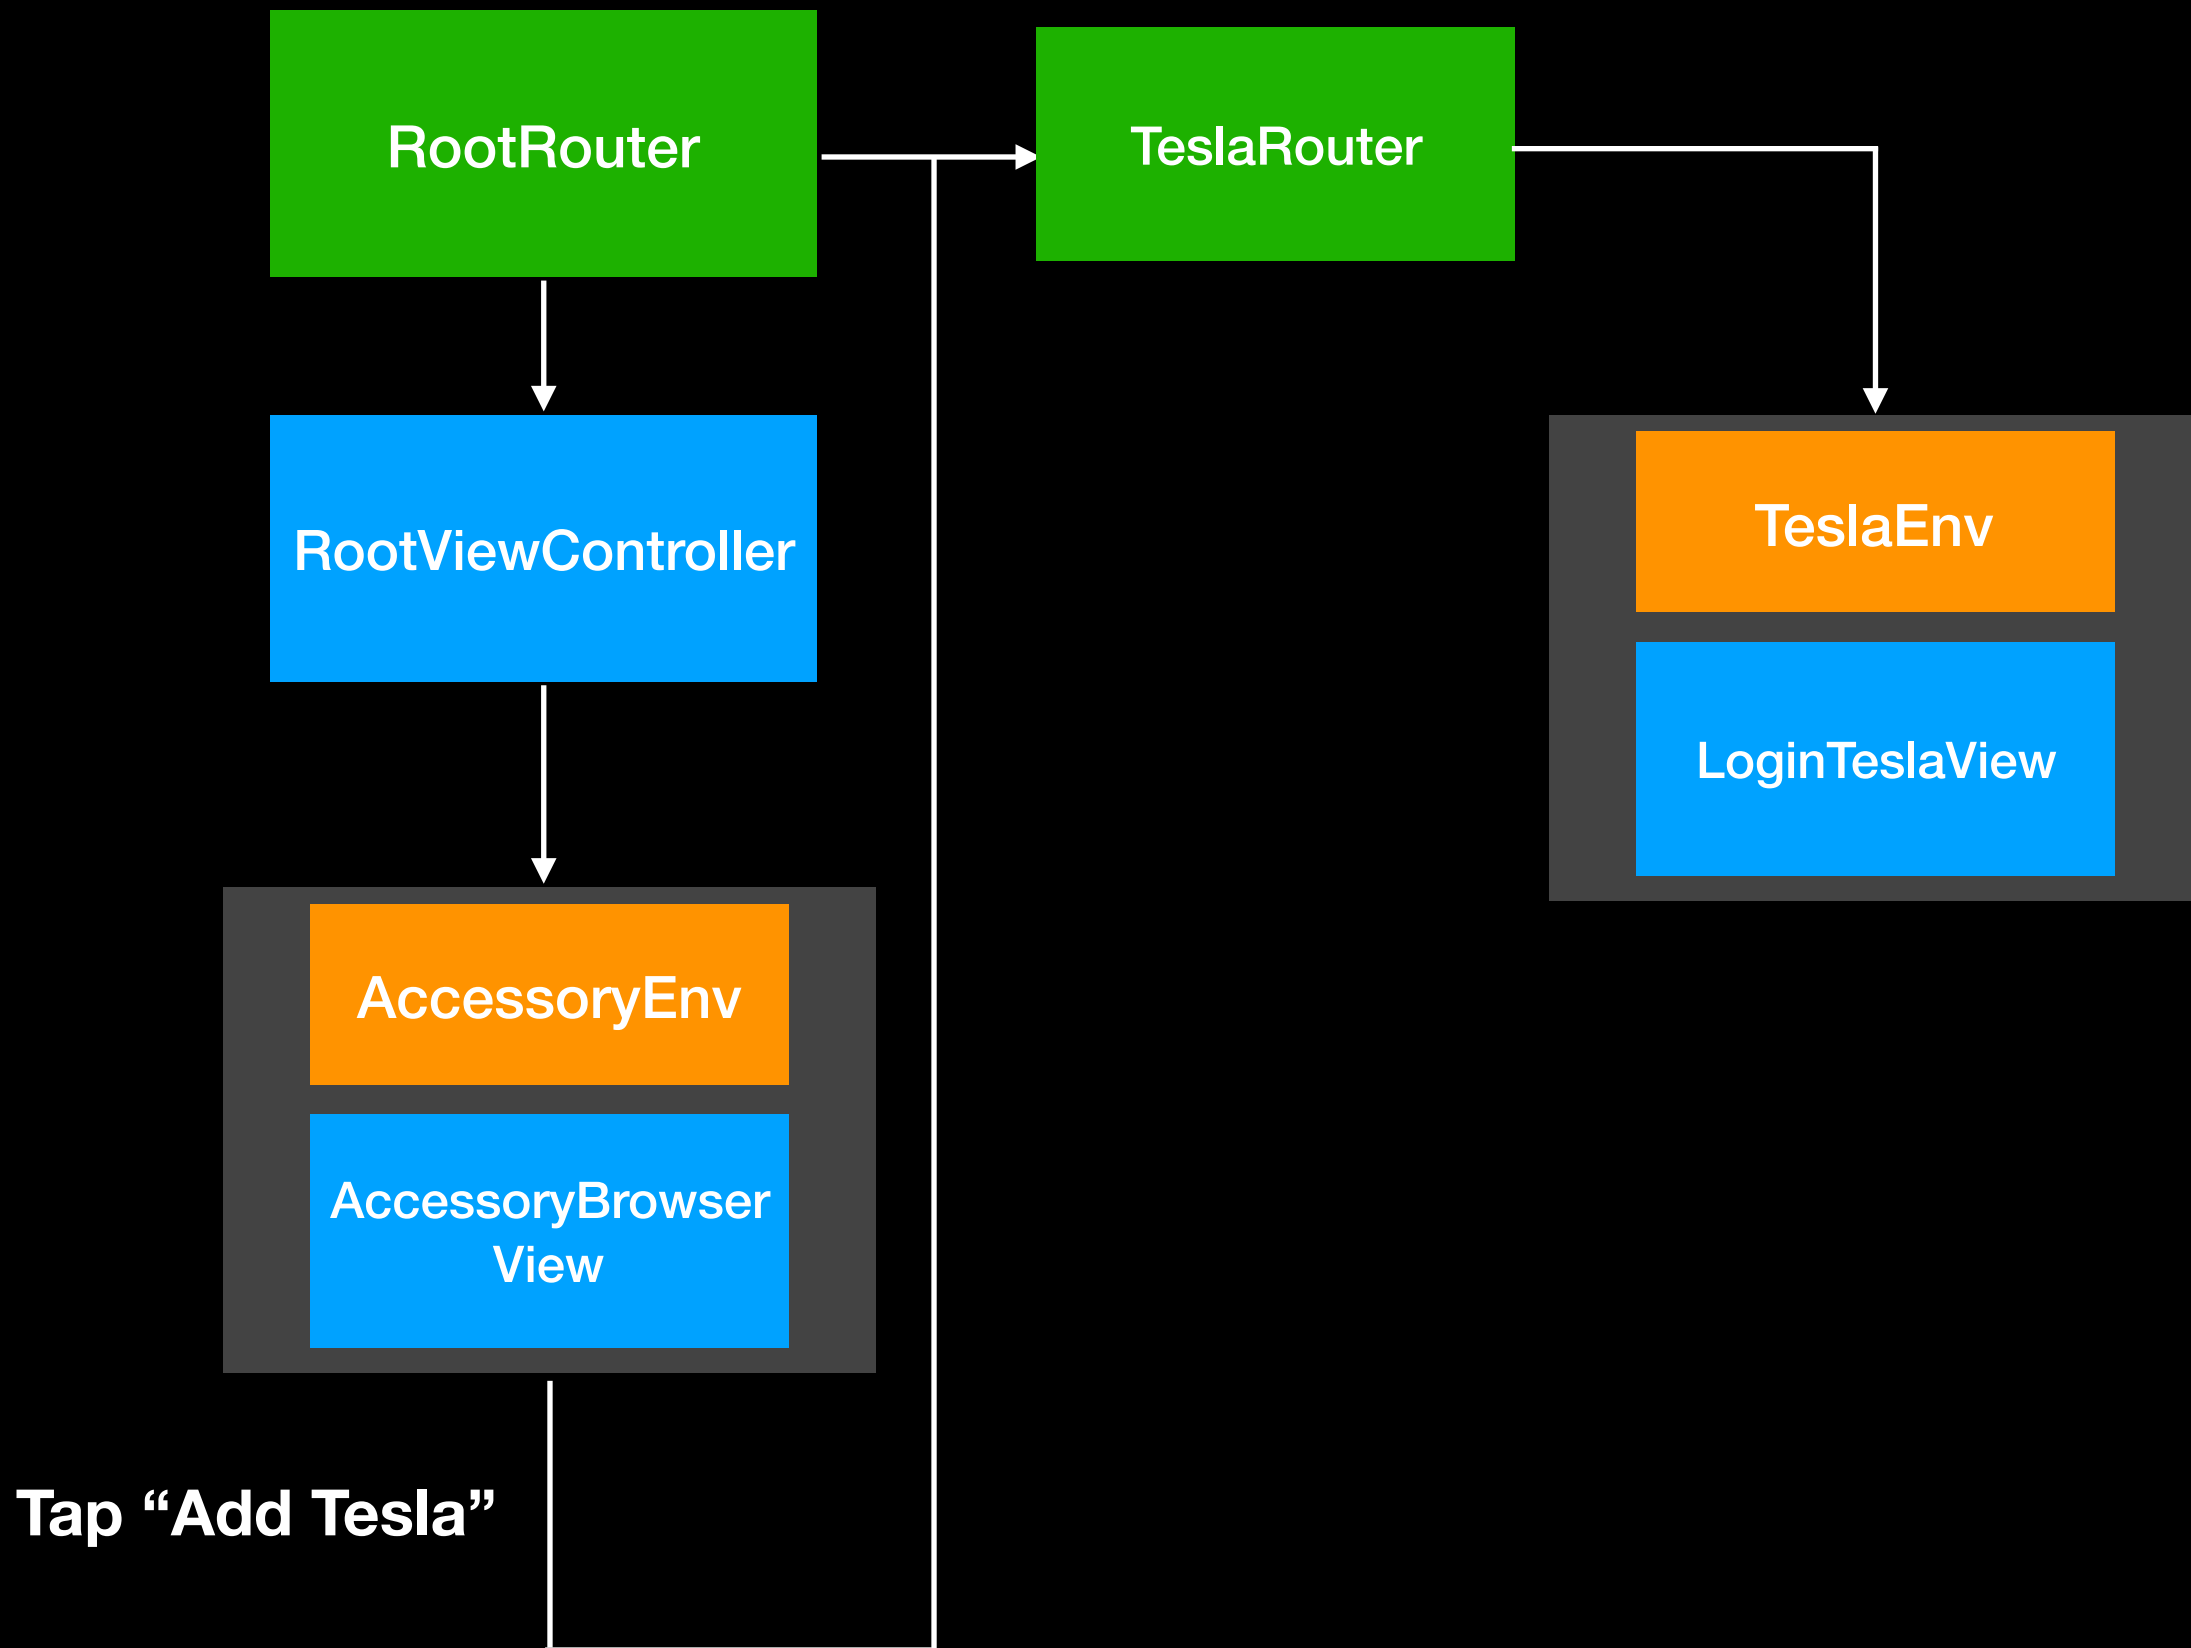 RootRouter
TeslaRouter
RootViewController
TeslaEnv
LoginTeslaView
AccessoryEnv
AccessoryBrowser
View
Tap “Add Tesla”